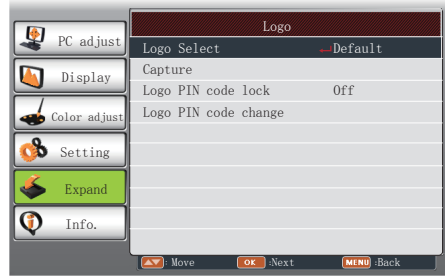 PC adjust
Display
Color adjust
Setting
Expand
Info.
Logo
Logo Select Default
Capture
Logo PIN code lock Off
Logo PIN code change
: Move OK :Next MENU :Back